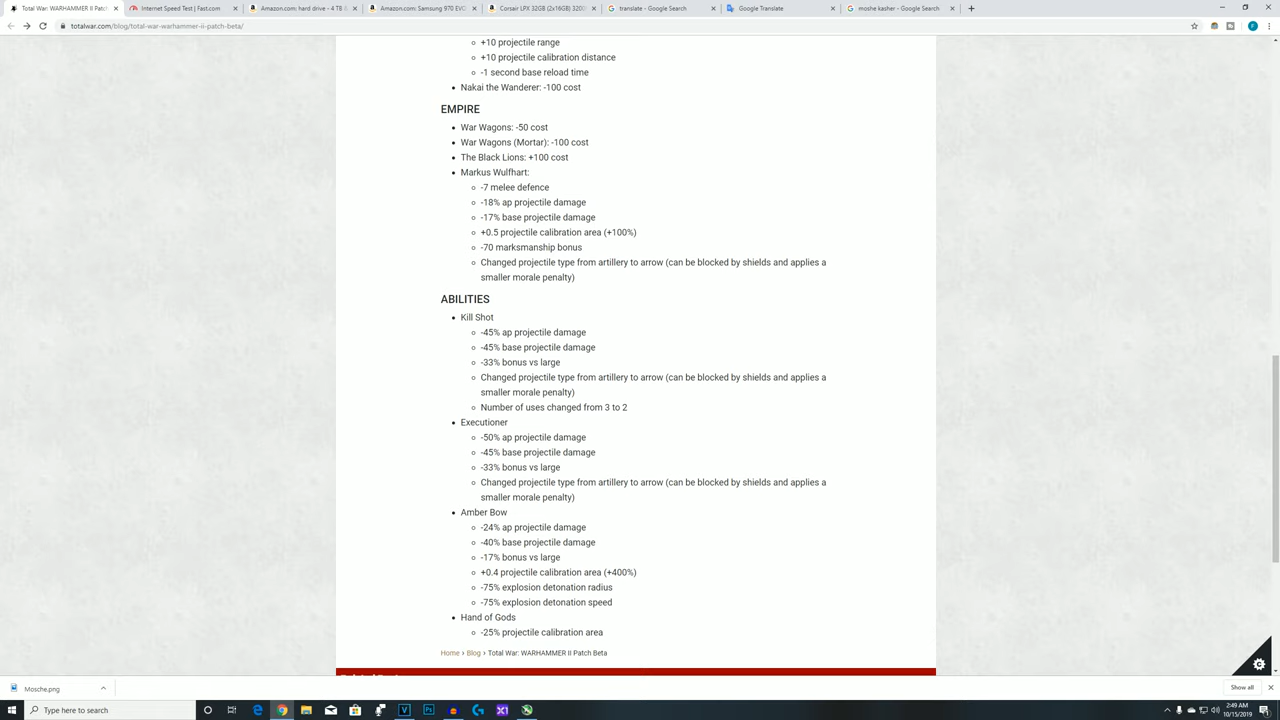 Total War: WARHAMMER II Patch
Internet Speed Test | Fast.com
Amazon.com: hard drive - 4 TB &
Amazon.com: Samsung 970 EVO
Corsair LPX 32GB (2x16GB) 3200
translate - Google Search
Google Translate
moshe kasher - Google Search
totalwar.com/blog/total-war-warhammer-ii-patch-beta/
+10 projectile range
+10 projectile calibration distance
-1 second base reload time
Nakai the Wanderer: -100 cost
EMPIRE
War Wagons: -50 cost
War Wagons (Mortar): -100 cost
The Black Lions: +100 cost
Markus Wulfhart:
-7 melee defence
-18% ap projectile damage
-17% base projectile damage
+0.5 projectile calibration area (+100%)
-70 marksmanship bonus
Changed projectile type from artillery to arrow (can be blocked by shields and applies a
smaller morale penalty)
ABILITIES
Kill Shot
-45% ap projectile damage
-45% base projectile damage
-33% bonus vs large
Changed projectile type from artillery to arrow (can be blocked by shields and applies a
smaller morale penalty)
Number of uses changed from 3 to 2
Executioner
-50% ap projectile damage
-45% base projectile damage
-33% bonus vs large
Changed projectile type from artillery to arrow (can be blocked by shields and applies a
smaller morale penalty)
Amber Bow
-24% ap projectile damage
-40% base projectile damage
-17% bonus vs large
+0.4 projectile calibration area (+400%)
-75% explosion detonation radius
-75% explosion detonation speed
Hand of Gods
-25% projectile calibration area
Home › Blog › Total War: WARHAMMER II Patch Beta
Mosche.png
Show all
Type here to search
2:49 AM
10/15/2019